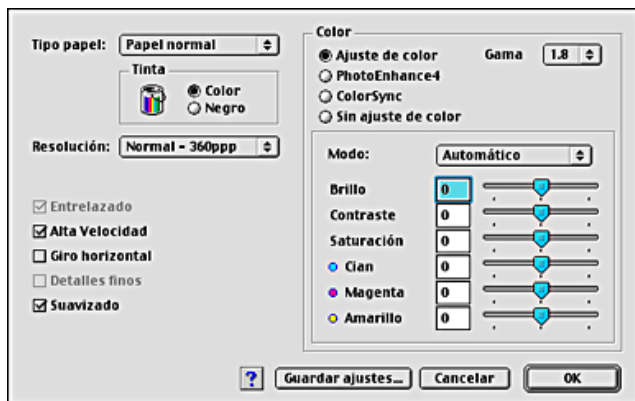 Tipo papel: Papel normal
Tinta
Color
Negro
Resolución: Normal - 360ppp
Entrelazado
Alta Velocidad
Giro horizontal
Detalles finos
Suavizado
Color
Ajuste de color
Gama 1.8
PhotoEnhance4
ColorSync
Sin ajuste de color
Modo: Automático
Brillo 0
Contraste 0
Saturación 0
Cian 0
Magenta 0
Amarillo 0
? Guardar ajustes... Cancelar OK